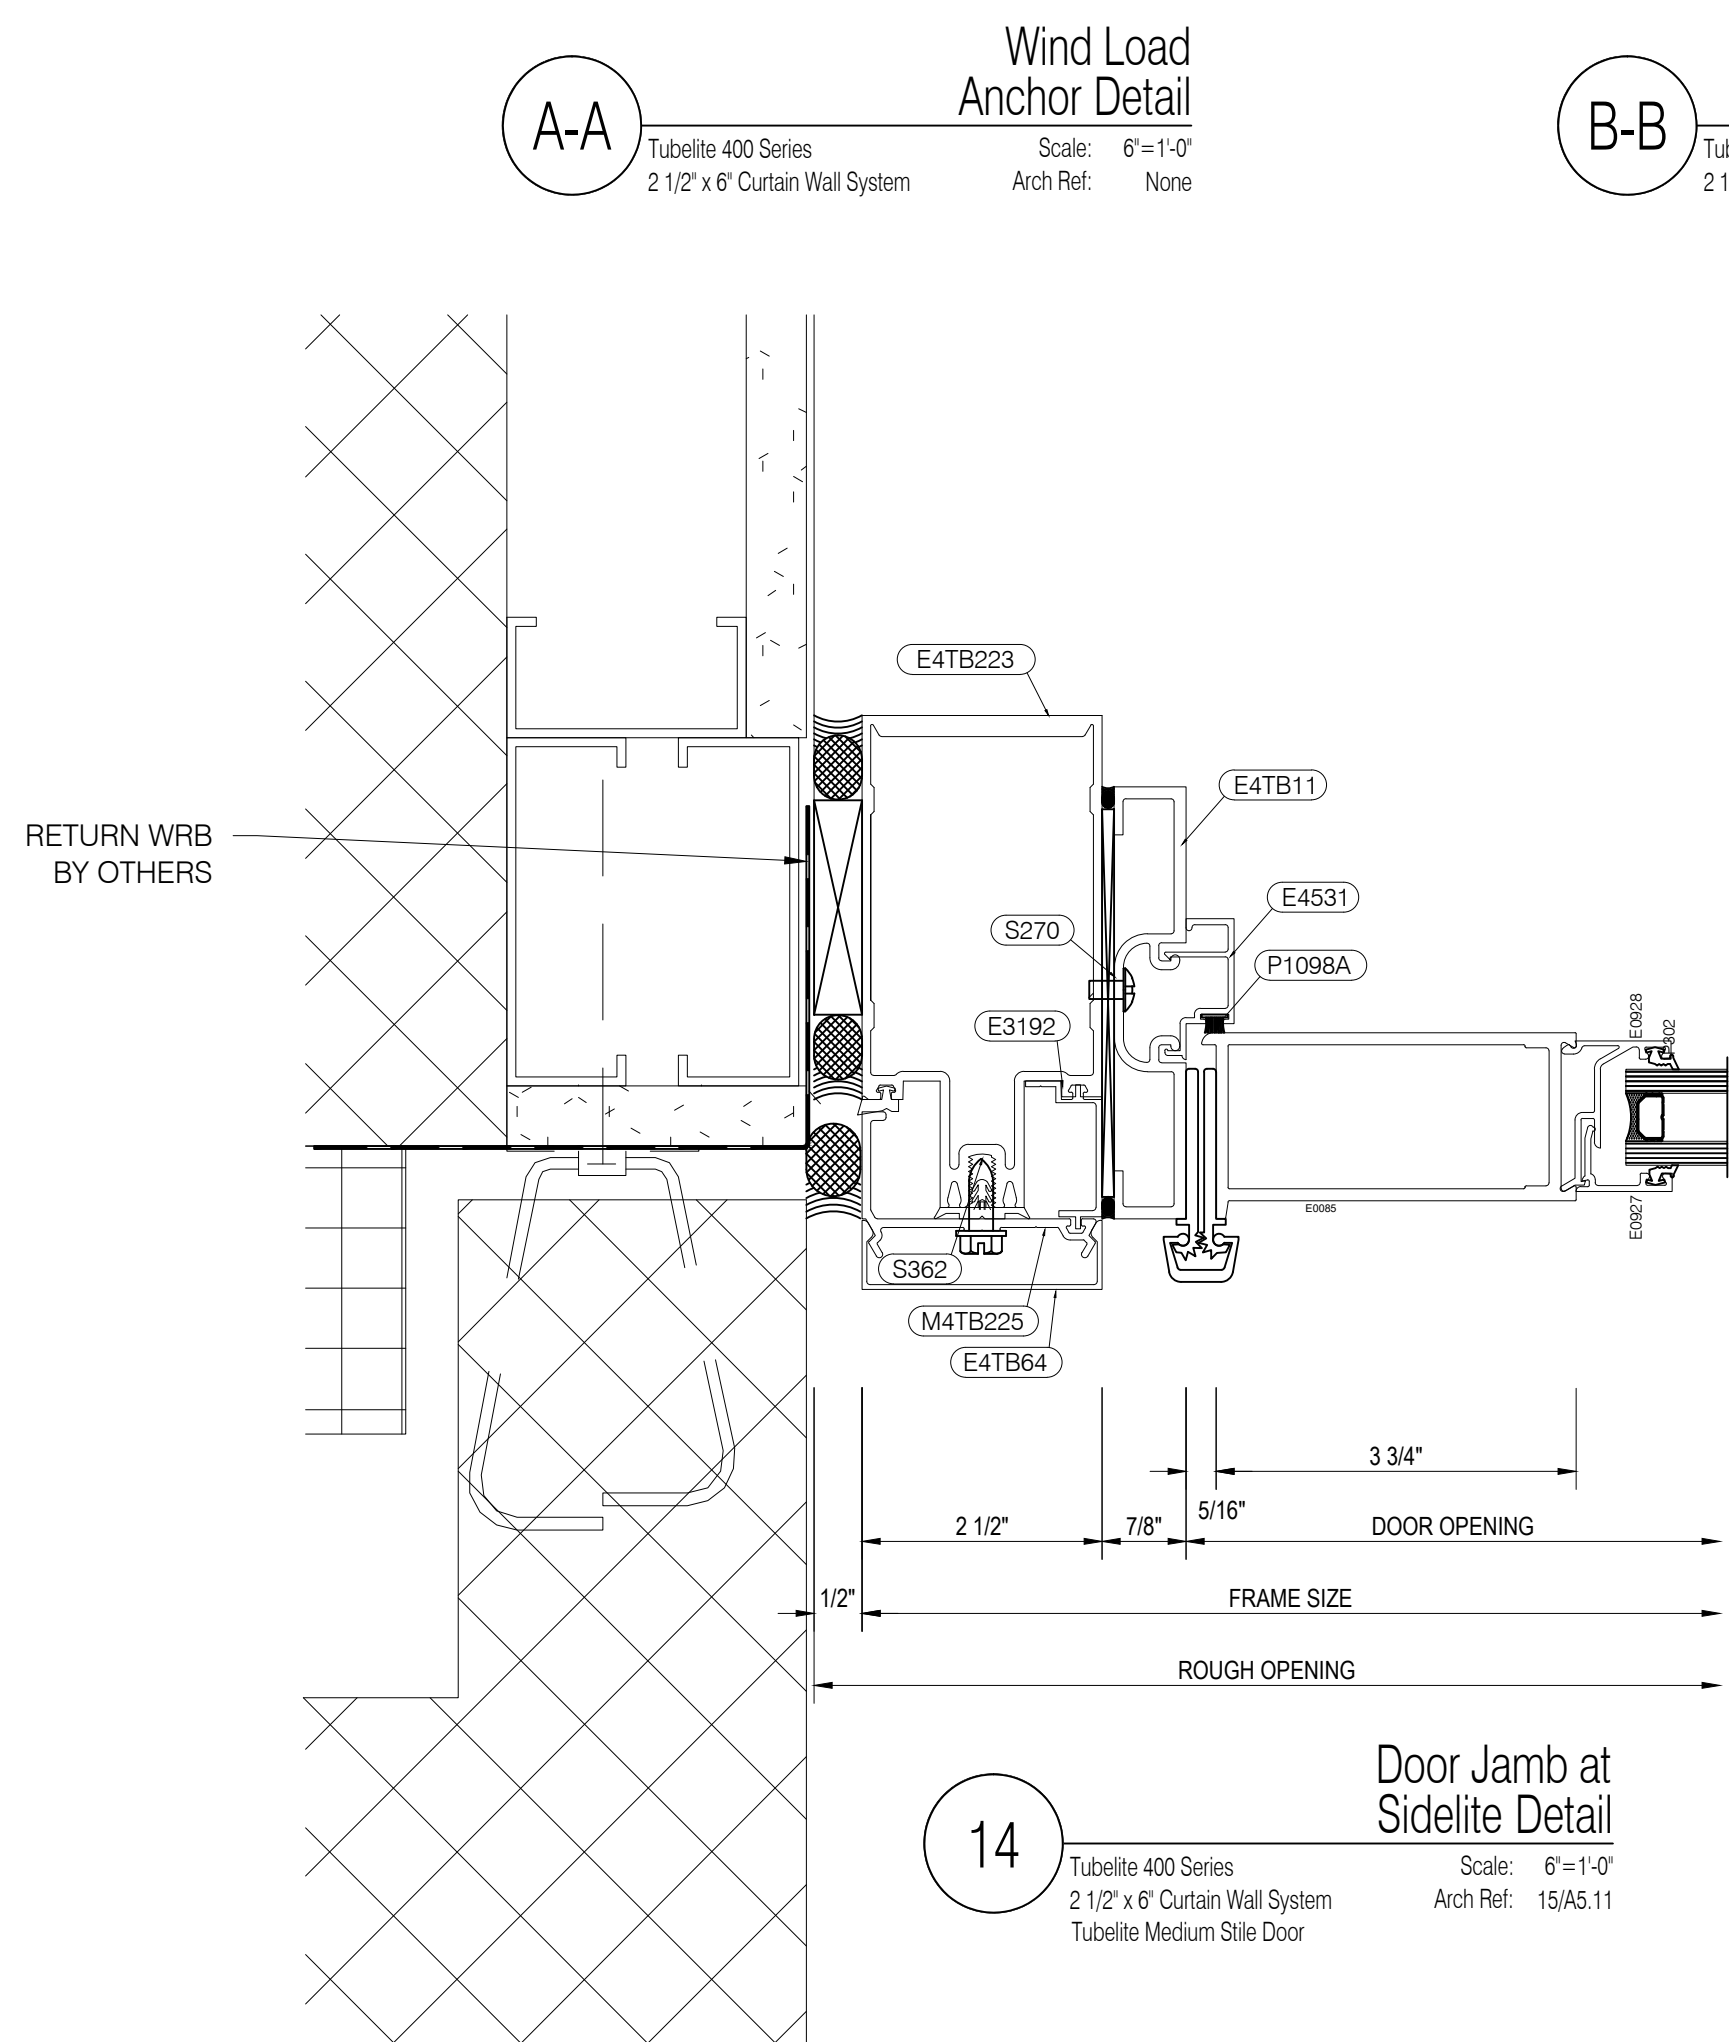 Wind Load
Anchor Detail
A-A
Tubelite 400 Series
2 1/2" x 6" Curtain Wall System
Scale: 6"=1'-0"
Arch Ref: None
B-B
E4TB223
E4TB11
RETURN WRB
BY OTHERS
E4531
S270
P1098A
E3192
E0928
E0085
E0927
S362
M4TB225
E4TB64
3 3/4"
5/16"
2 1/2"
7/8"
DOOR OPENING
1/2"
FRAME SIZE
ROUGH OPENING
Door Jamb at
Sidelite Detail
14
Tubelite 400 Series
2 1/2" x 6" Curtain Wall System
Tubelite Medium Stile Door
Scale: 6"=1'-0"
Arch Ref: 15/A5.11